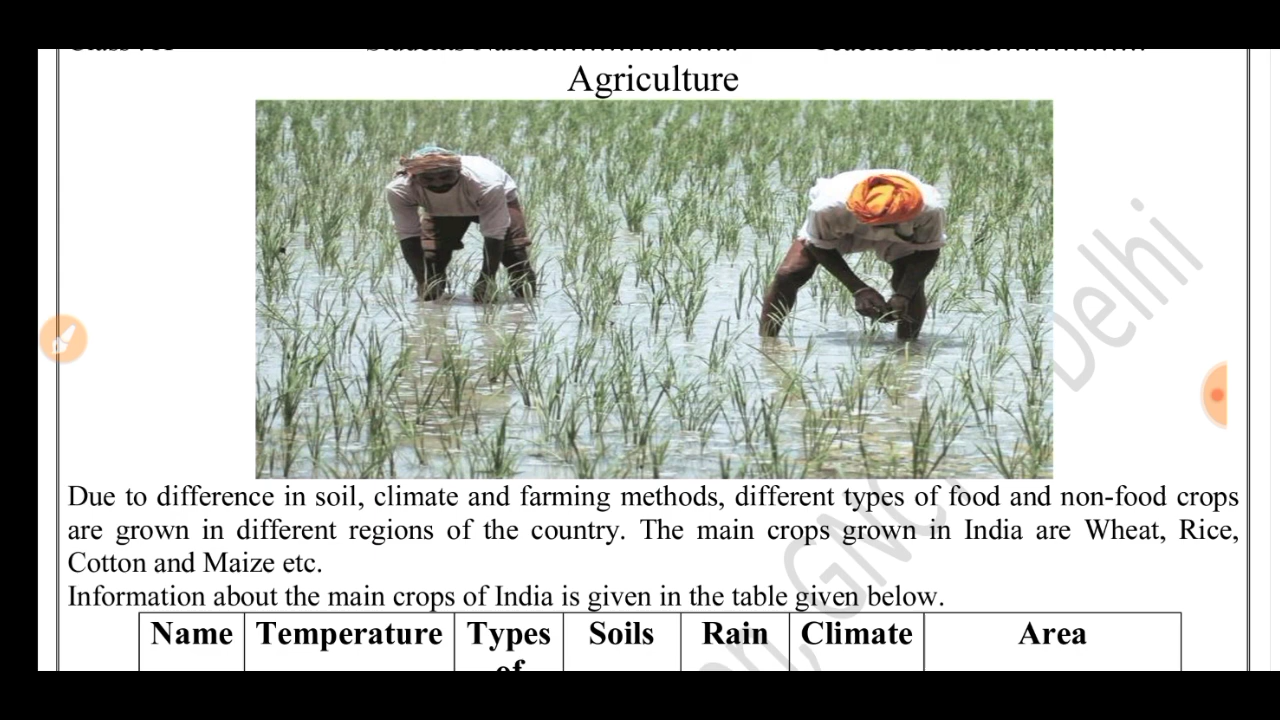 Agriculture
Delhi
Due to difference in soil, climate and farming methods, different types of food and non-food crops
are grown in different regions of the country. The main crops grown in India are Wheat, Rice,
Cotton and Maize etc.
Information about the main crops of India is given in the table given below.
Name Temperature Types of Soils Rain Climate Area